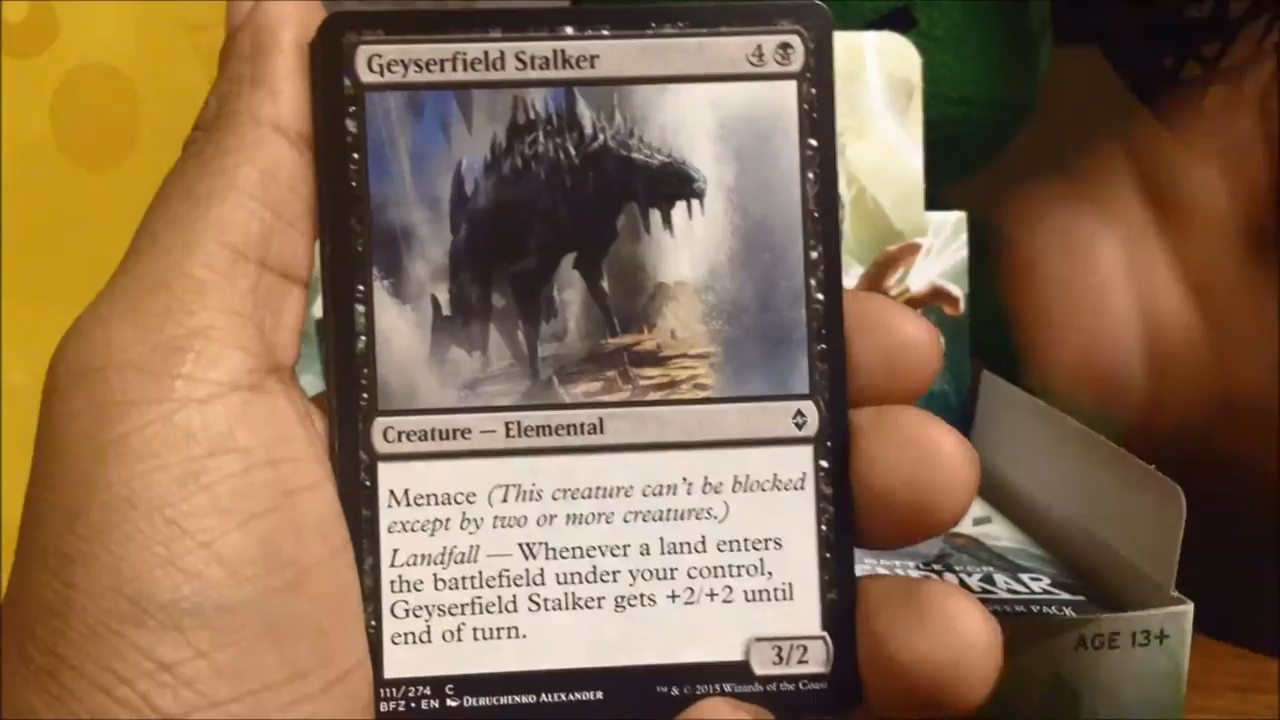 Geyserfield Stalker 4
Creature — Elemental
Menace (This creature can't be blocked
except by two or more creatures.)
Landfall — Whenever a land enters
the battlefield under your control,
Geyserfield Stalker gets +2/+2 until
end of turn.
3/2
111/274 C
BFZ • EN Deruchenko Alexander
™ & © 2015 Wizards of the Coast
BATTLE FOR
PACK
AGE 13+